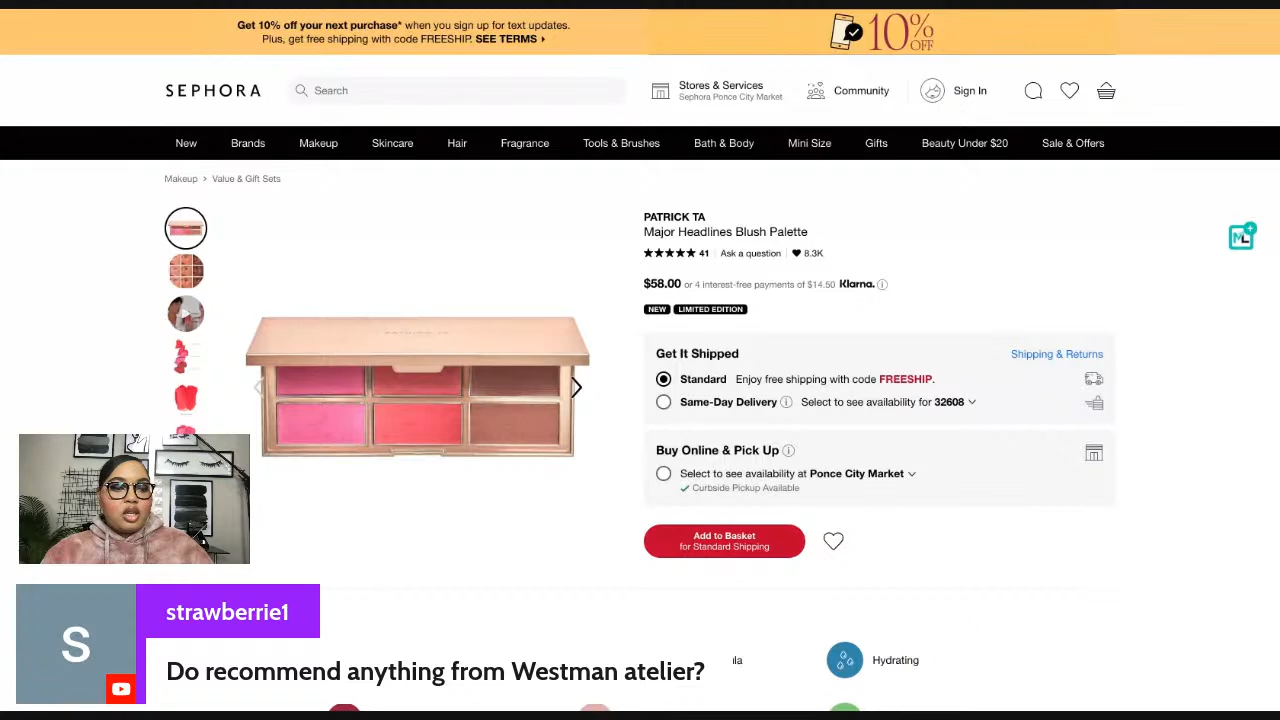 Get 10% off your next purchase* when you sign up for text updates.
Plus, get free shipping with code FREESHIP. SEE TERMS
10% OFF
SEPHORA
Search
Stores & Services
Sephora Ponce City Market
Community
Sign In
New Brands Makeup Skincare Hair Fragrance Tools & Brushes Bath & Body Mini Size Gifts Beauty Under $20 Sale & Offers
Makeup > Value & Gift Sets
PATRICK TA
Major Headlines Blush Palette
41 Ask a question 8.3K
$58.00 or 4 interest-free payments of $14.50 Klarna.
NEW LIMITED EDITION
ML
Get It Shipped
Shipping & Returns
Standard Enjoy free shipping with code FREESHIP.
Same-Day Delivery Select to see availability for 32608
Buy Online & Pick Up
Select to see availability at Ponce City Market
Curbside Pickup Available
Add to Basket
for Standard Shipping
S
strawberrie1
Do recommend anything from Westman atelier?
Hydrating